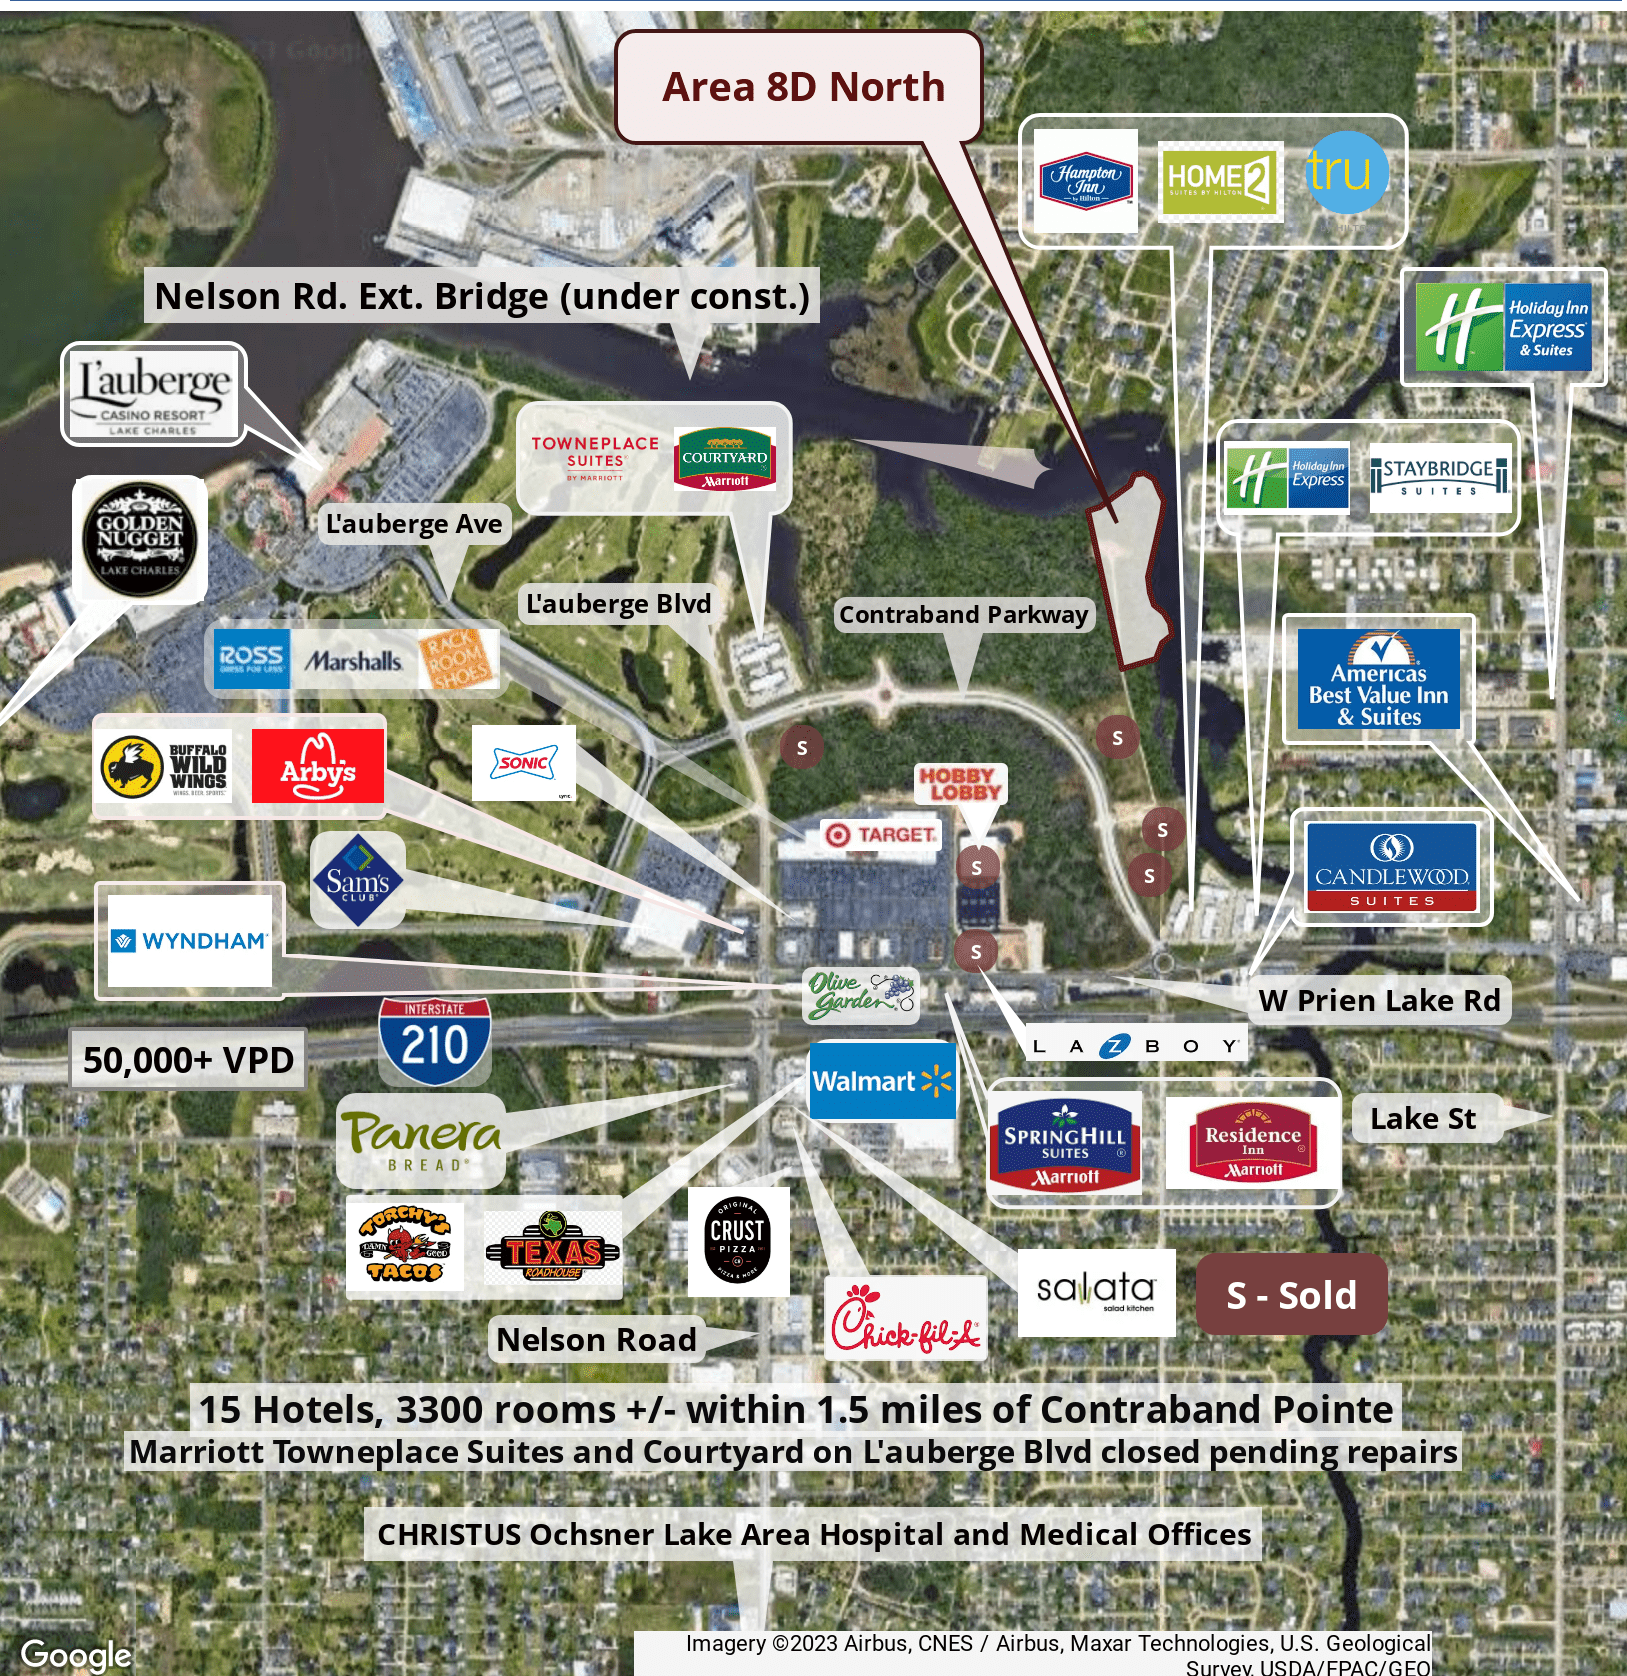 Area 8D North
Hampton
Inn
by Hilton
HOME2
SUITES BY HILTON
tru
Nelson Rd. Ext. Bridge (under const.)
Holiday Inn
Express
& Suites
L'auberge
CASINO RESORT
LAKE CHARLES
TOWNEPLACE
SUITES
BY MARRIOTT
COURTYARD
Marriott
Holiday Inn
Express
STAYBRIDGE
SUITES
GOLDEN
NUGGET
LAKE CHARLES
L'auberge Ave
L'auberge Blvd
Contraband Parkway
ROSS
DRESS FOR LESS
Marshalls
RACK
ROOM
SHOES
Americas
Best Value Inn
& Suites
BUFFALO
WILD
WINGS
WINGS. BEER. SPORTS.
Arby's
SONIC
S
S
HOBBY
LOBBY
TARGET
S
S
S
Sam's
CLUB
CANDLEWOOD
SUITES
WYNDHAM
S
Olive
Garden
W Prien Lake Rd
INTERSTATE
210
50,000+ VPD
LAZBOY
Walmart
Panera
BREAD
SPRINGHILL
SUITES
Marriott
Residence
Inn
Marriott
Lake St
TORCHY'S
DAMN GOOD
TACOS
TEXAS
ROADHOUSE
ORIGINAL
CRUST
PIZZA
PIZZA & MORE
Chick-fil-A
salata
salad kitchen
S - Sold
Nelson Road
15 Hotels, 3300 rooms +/- within 1.5 miles of Contraband Pointe
Marriott Towneplace Suites and Courtyard on L'auberge Blvd closed pending repairs
CHRISTUS Ochsner Lake Area Hospital and Medical Offices
Google
Imagery ©2023 Airbus, CNES / Airbus, Maxar Technologies, U.S. Geological
Survey, USDA/FPAC/GEO